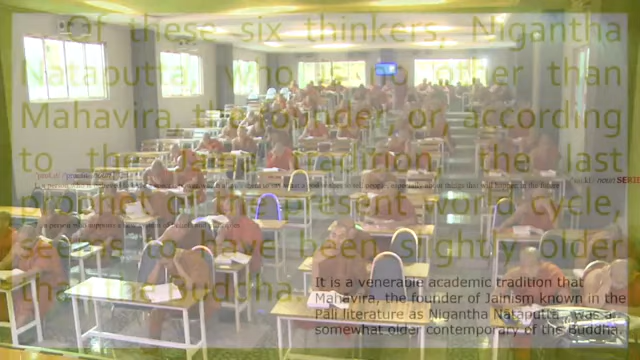 Of these six thinkers, Nigantha
Nataputta, who is no other than
Mahavira, the founder, or according
to the Jain tradition, the last
prophet of the present world cycle,
seems to have been slightly older
than the Buddha.
It is a venerable academic tradition that
Mahavira, the founder of Jainism known in the
Pali literature as Nigantha Nataputta, was a
somewhat older contemporary of the Buddha.